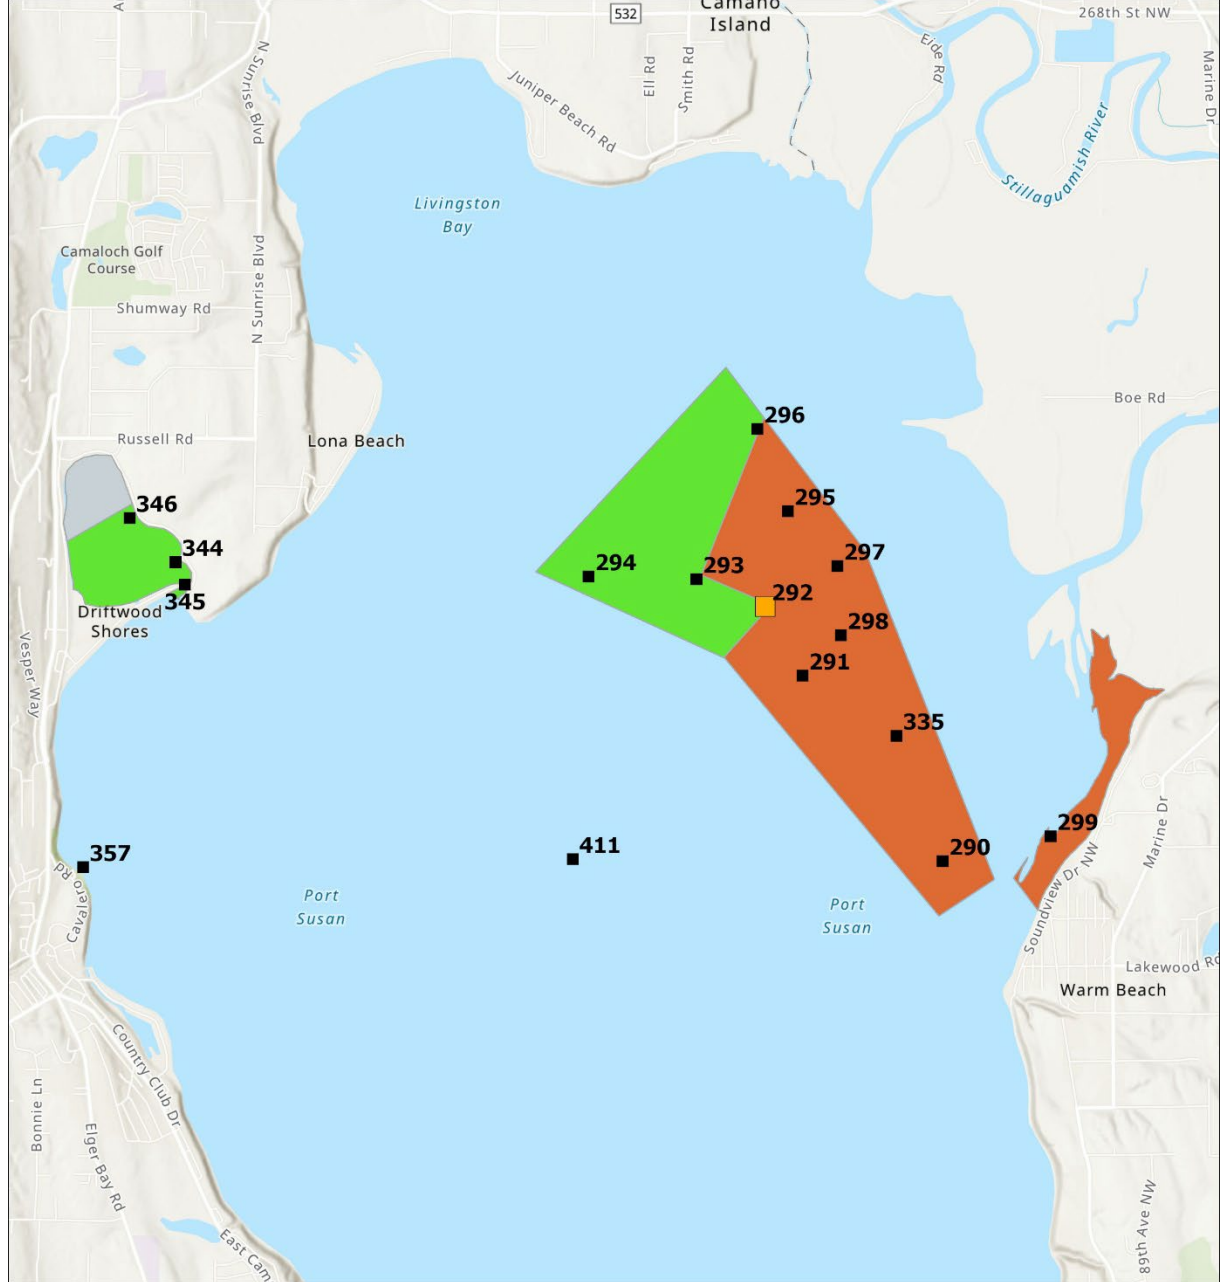 Camano
Island
532
268th St NW
A
N Sunrise Blvd
Juniper Beach Rd
Ell Rd
Smith Rd
Eide Rd
Marine Dr
Stillaguamish River
Livingston
Bay
Camaloch Golf
Course
Shumway Rd
N Sunrise Blvd
Boe Rd
Russell Rd
Lona Beach
296
295
346
344
345
294
293
297
292
298
291
Driftwood
Shores
Vesper Way
335
299
290
411
357
Cavalero Rd
Port
Susan
Port
Susan
Soundview Dr NW
Marine Dr
Lakewood Rd
Warm Beach
Country Club Dr
Bonnie Ln
Elger Bay Rd
East Cam
89th Ave NW